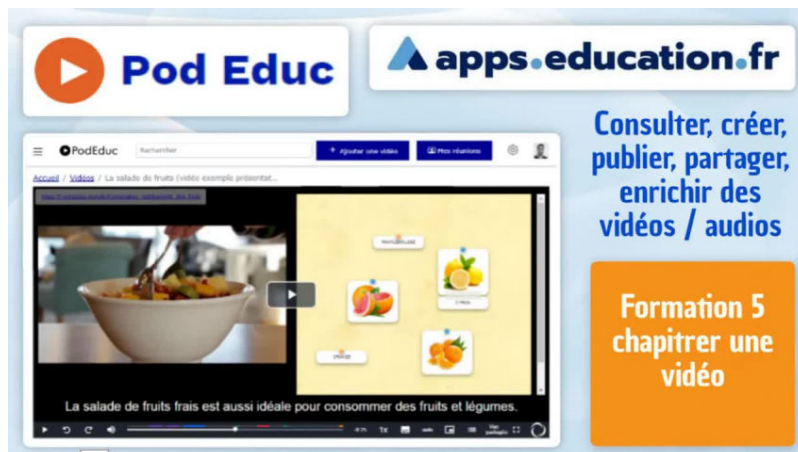 Pod Educ
apps.education.fr
Consulter, créer,
publier, partager,
enrichir des
vidéos / audios
PodEduc
Rechercher
+ Ajouter une vidéo
Mes réunions
Accueil / Vidéos / La salade de fruits (vidéo exemple présentat...
La salade de fruits frais est aussi idéale pour consommer des fruits et légumes.
1x
Formation 5
chapitrer une
vidéo